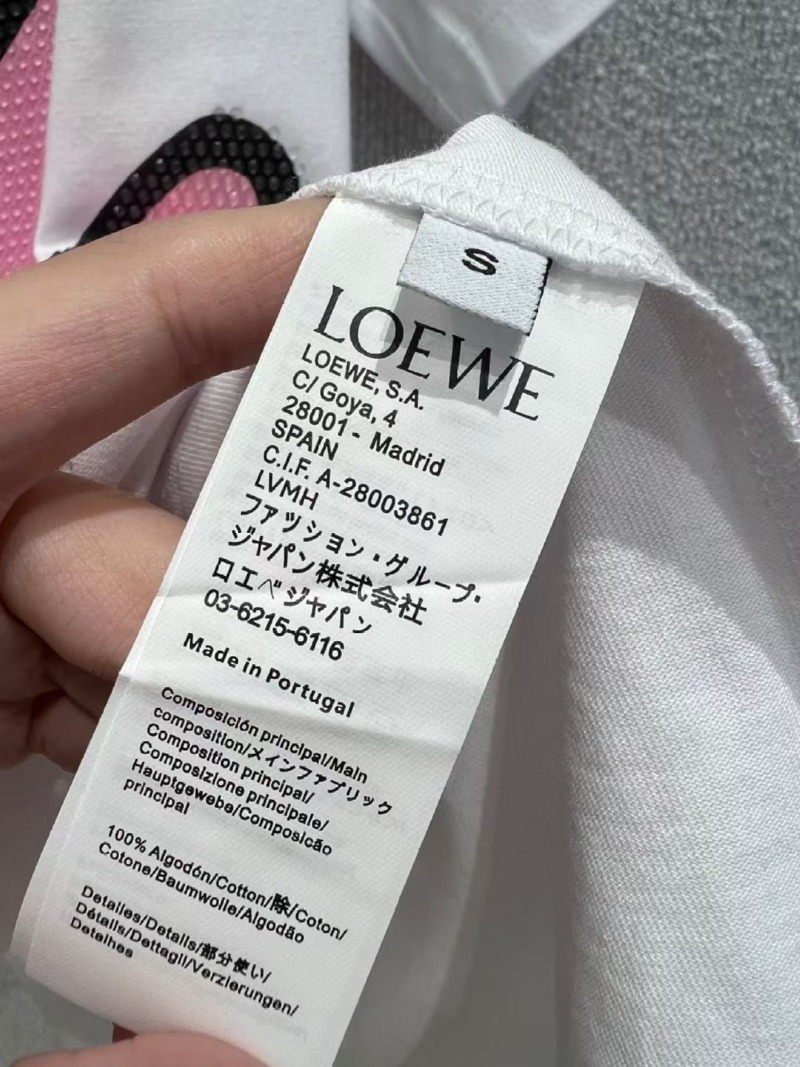 S
LOEWE
LOEWE, S.A.
C/ Goya, 4
28001 - Madrid
SPAIN
C.I.F. A-28003861
LVMH
ファツション・グループ・
ジャパン株式会社
ロエベジャパン
03-6215-6116
Made in Portugal
Composición principal/Main
composition/メインファブリック
Composition principal/
Composizione principale/
Hauptgewebe/Composicão
principal
100% Algodón/Cotton/除/Coton/
Cotone/Baumwolle/Algodão
Detalles/Details/部分使い/
Détails/Dettagli/Verzierungen/
Detalhes